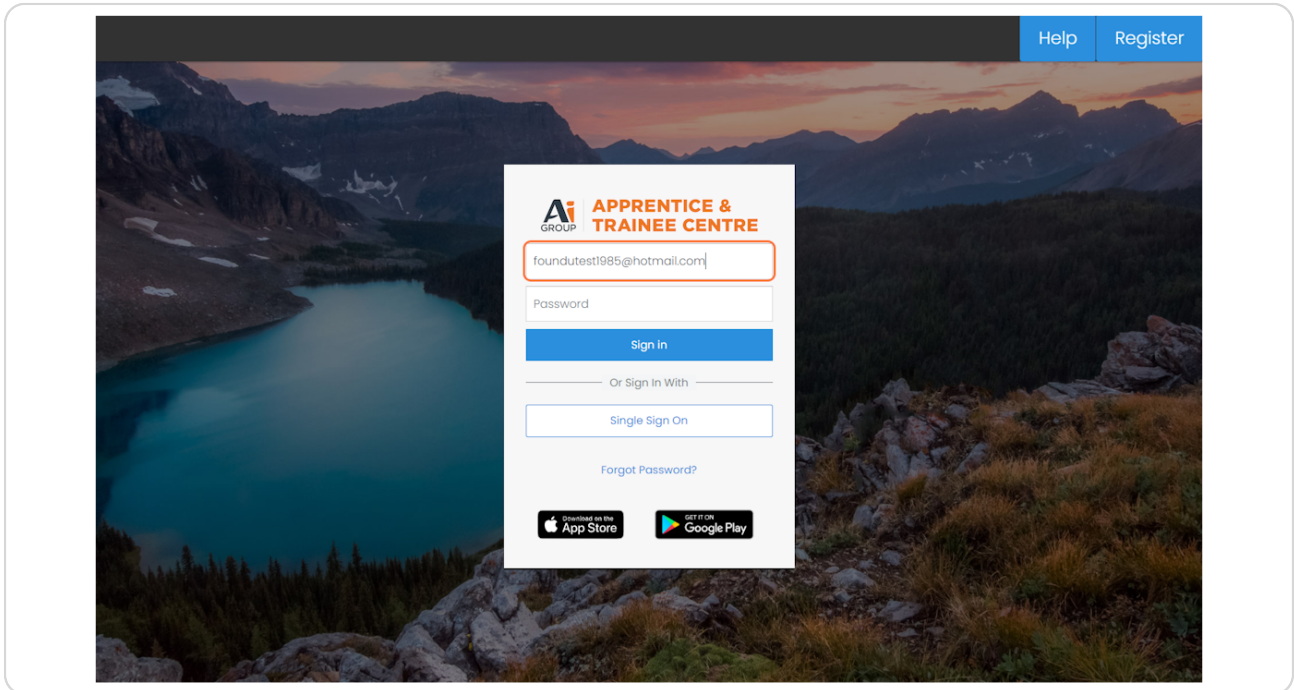 Help Register
Ai GROUP
APPRENTICE &
TRAINEE CENTRE
foundutest1985@hotmail.com
Password
Sign in
Or Sign In With
Single Sign On
Forgot Password?
Download on the
App Store
GET IT ON
Google Play